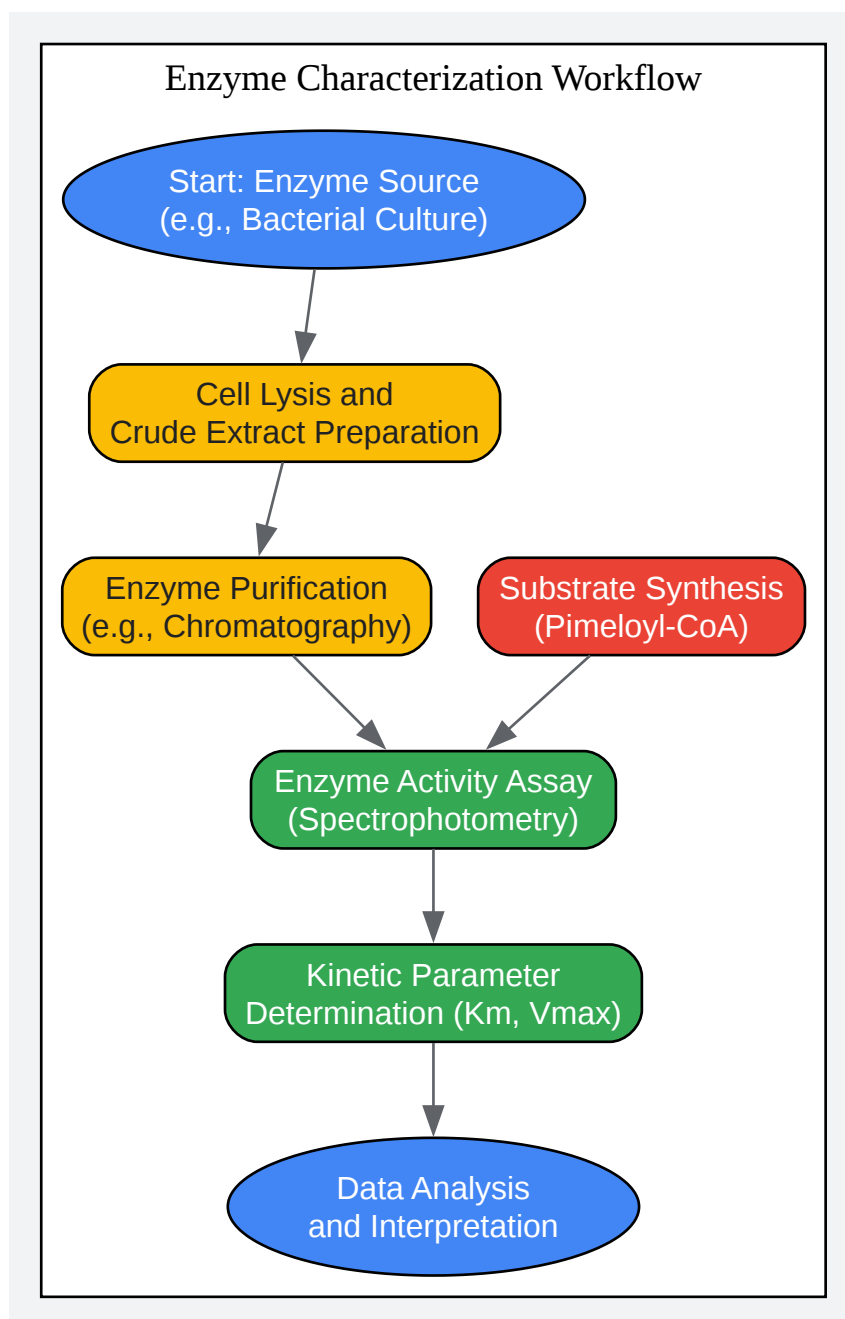 Enzyme Characterization Workflow
Start: Enzyme Source
(e.g., Bacterial Culture)
Cell Lysis and
Crude Extract Preparation
Enzyme Purification
(e.g., Chromatography)
Substrate Synthesis
(Pimeloyl-CoA)
Enzyme Activity Assay
(Spectrophotometry)
Kinetic Parameter
Determination (Km, Vmax)
Data Analysis
and Interpretation